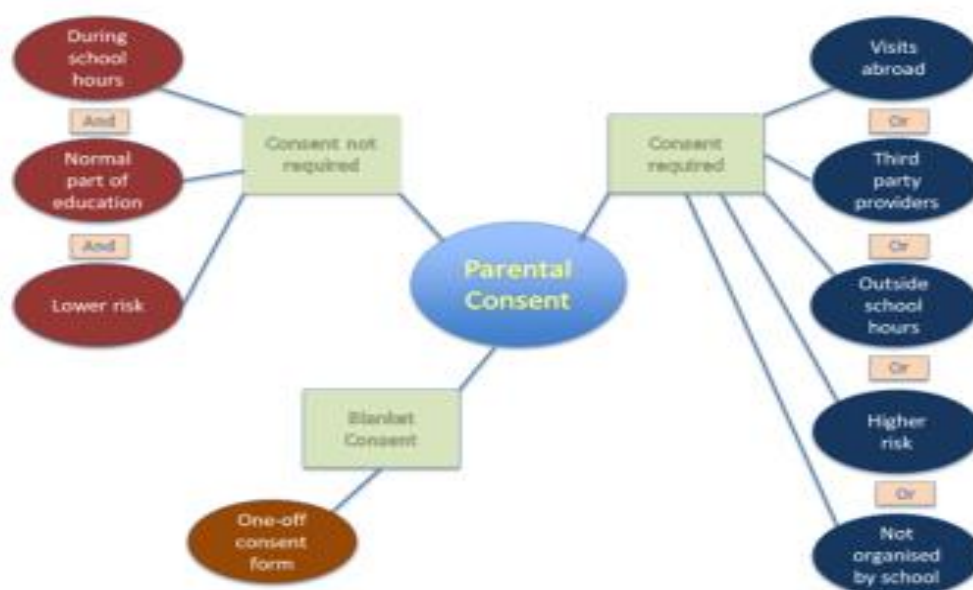 During
school
hours
And
Normal
part of
education
And
Lower risk
Consent not
required
Parental
Consent
Blanket
Consent
One-off
consent
form
Consent
required
Visits
abroad
Or
Third
party
providers
Or
Outside
school
hours
Or
Higher
risk
Or
Not
organised
by school